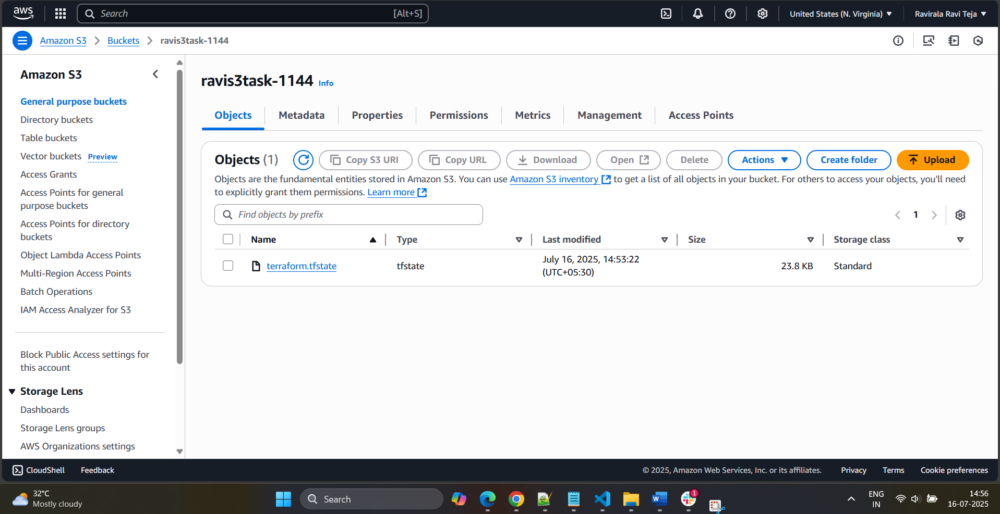 aws
Search [Alt+S]
United States (N. Virginia)
Ravirala Ravi Teja
Amazon S3
Buckets
ravis3task-1144
Amazon S3
General purpose buckets
Directory buckets
Table buckets
Vector buckets Preview
Access Grants
Access Points for general
purpose buckets
Access Points for directory
buckets
Object Lambda Access Points
Multi-Region Access Points
Batch Operations
IAM Access Analyzer for S3
Block Public Access settings for
this account
Storage Lens
Dashboards
Storage Lens groups
AWS Organizations settings
ravis3task-1144 Info
Objects
Metadata
Properties
Permissions
Metrics
Management
Access Points
Objects (1)
Copy S3 URI
Copy URL
Download
Open
Delete
Actions
Create folder
Upload
Objects are the fundamental entities stored in Amazon S3. You can use Amazon S3 inventory to get a list of all objects in your bucket. For others to access your objects, you'll need
to explicitly grant them permissions. Learn more
Find objects by prefix
1
Name
Type
Last modified
Size
Storage class
terraform.tfstate
tfstate
July 16, 2025, 14:53:22
(UTC+05:30)
23.8 KB
Standard
CloudShell
Feedback
© 2025, Amazon Web Services, Inc. or its affiliates.
Privacy
Terms
Cookie preferences
32°C
Mostly cloudy
Search
W
1
ENG
IN
14:56
16-07-2025